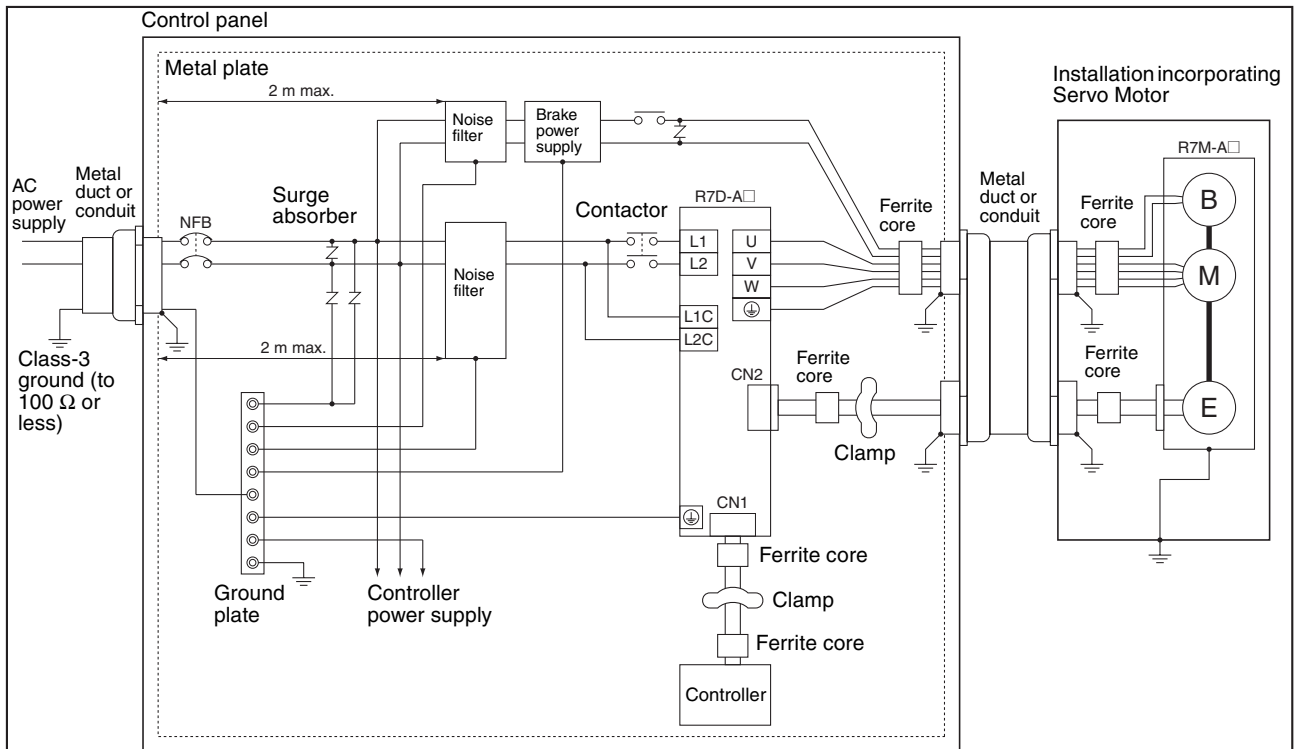 Control panel
Metal plate
2 m max.
Noise
filter
Brake
power
supply
Installation incorporating
Servo Motor
R7M-A□
AC
power
supply
Metal
duct or
conduit
NFB
Surge
absorber
Contactor
R7D-A□
Ferrite
core
Metal
duct or
conduit
Ferrite
core
B
L1
U
L2
V
W
M
Noise
filter
L1C
L2C
2 m max.
Class-3
ground (to
100 Ω or
less)
CN2
Ferrite
core
Ferrite
core
E
Clamp
CN1
Ferrite core
Ground
plate
Controller
power supply
Clamp
Ferrite core
Controller